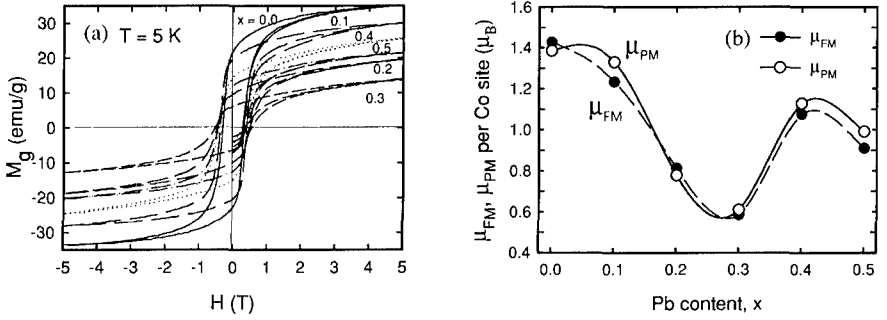 (a)
T = 5 K
x = 0.0
0.1
0.4
0.5
0.2
0.3
30
20
10
0
-10
-20
-30
M_g (emu/g)
-5 -4 -3 -2 -1 0 1 2 3 4 5
H (T)
(b)
μ_FM
μ_PM
μ_PM
μ_FM
1.6
1.4
1.2
1.0
0.8
0.6
0.4
μ_FM, μ_PM per Co site (μ_B)
0.0 0.1 0.2 0.3 0.4 0.5
Pb content, x